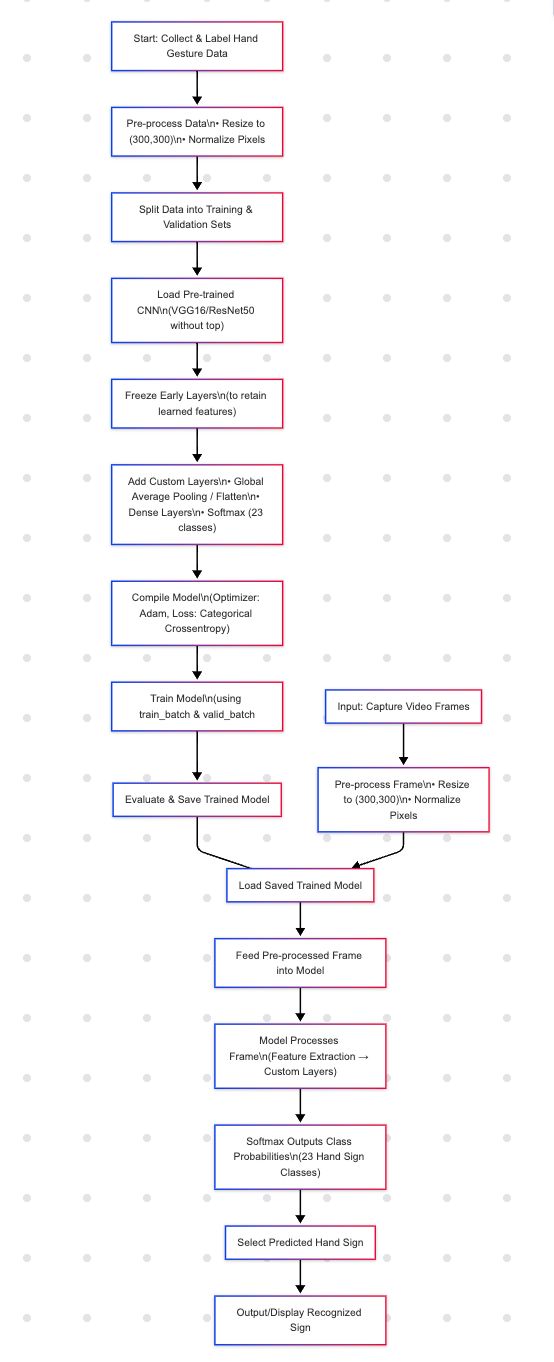 Start: Collect & Label Hand
Gesture Data
Pre-process Data\n• Resize to
(300,300)\n• Normalize Pixels
Split Data into Training &
Validation Sets
Load Pre-trained
CNN\n(VGG16/ResNet50
without top)
Freeze Early Layers\n(to retain
learned features)
Add Custom Layers\n• Global
Average Pooling / Flatten\n•
Dense Layers\n• Softmax (23
classes)
Compile Model\n(Optimizer:
Adam, Loss: Categorical
Crossentropy)
Train Model\n(using
train_batch & valid_batch
Input: Capture Video Frames
Evaluate & Save Trained Model
Pre-process Frame\n• Resize
to (300,300)\n• Normalize
Pixels
Load Saved Trained Model
Feed Pre-processed Frame
into Model
Model Processes
Frame\n(Feature Extraction →
Custom Layers)
Softmax Outputs Class
Probabilities\n(23 Hand Sign
Classes)
Select Predicted Hand Sign
Output/Display Recognized
Sign